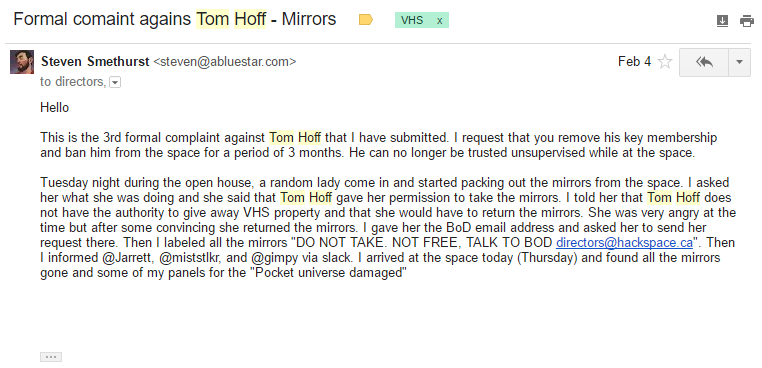 Formal comaint agains Tom Hoff - Mirrors
VHS x
Steven Smethurst <steven@abluestar.com>
Feb 4
to directors,
Hello
This is the 3rd formal complaint against Tom Hoff that I have submitted. I request that you remove his key membership
and ban him from the space for a period of 3 months. He can no longer be trusted unsupervised while at the space.
Tuesday night during the open house, a random lady come in and started packing out the mirrors from the space. I asked
her what she was doing and she said that Tom Hoff gave her permission to take the mirrors. I told her that Tom Hoff does
not have the authority to give away VHS property and that she would have to return the mirrors. She was very angry at the
time but after some convincing she returned the mirrors. I gave her the BoD email address and asked her to send her
request there. Then I labeled all the mirrors "DO NOT TAKE. NOT FREE, TALK TO BOD directors@hackspace.ca". Then
I informed @Jarrett, @miststlkr, and @gimpy via slack. I arrived at the space today (Thursday) and found all the mirrors
gone and some of my panels for the "Pocket universe damaged"